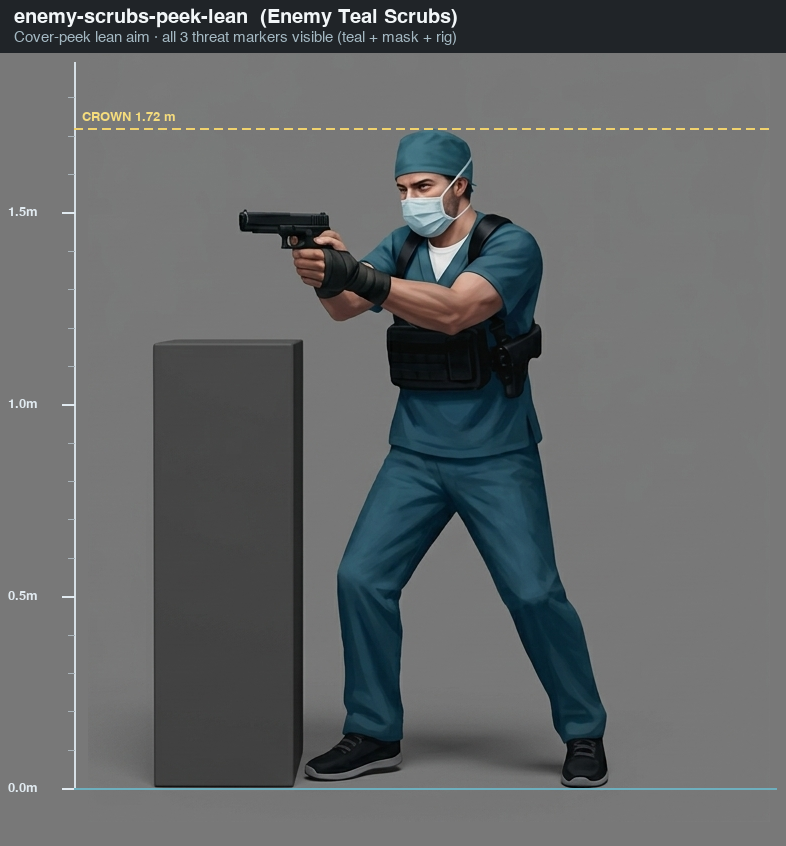 enemy-scrubs-peek-lean (Enemy Teal Scrubs)
Cover-peek lean aim · all 3 threat markers visible (teal + mask + rig)
CROWN 1.72 m
1.5m
1.0m
0.5m
0.0m